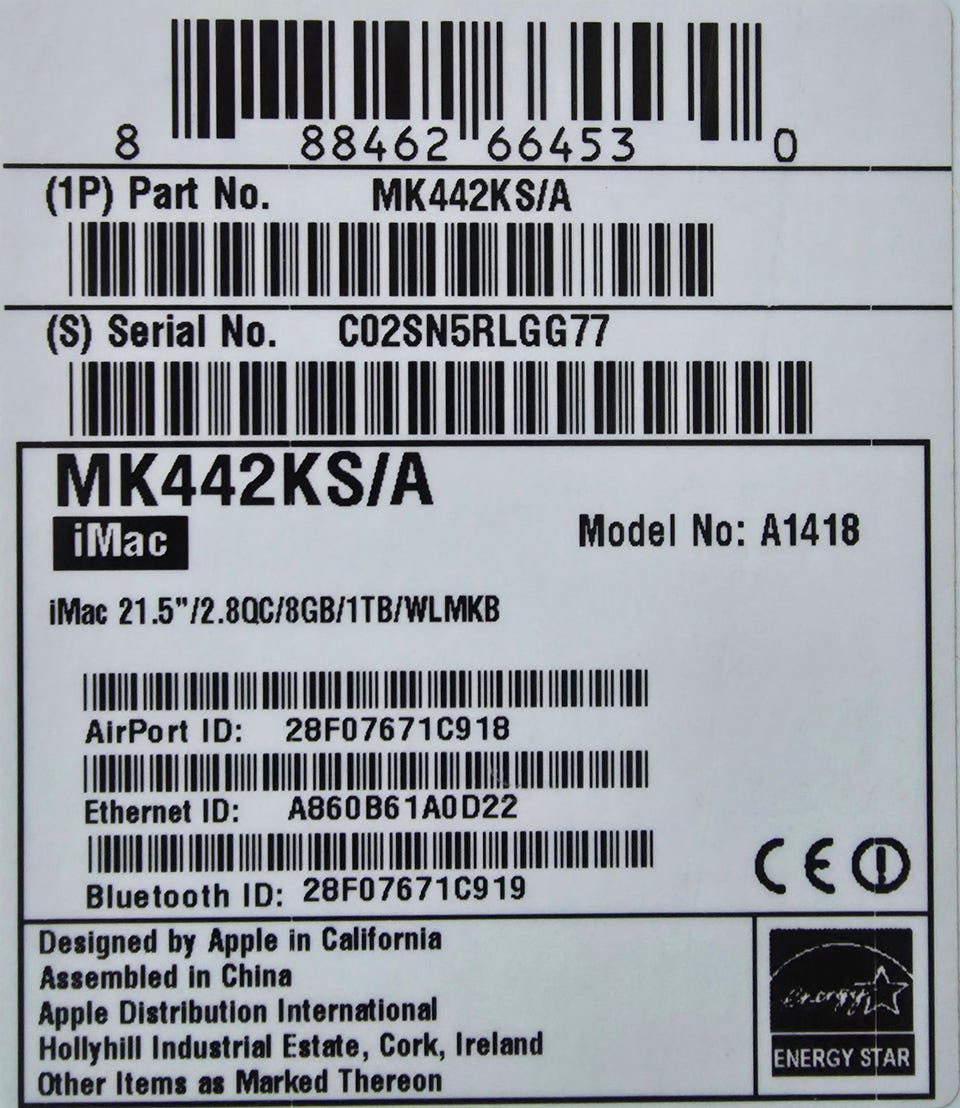 8 88462 66453 0
(1P) Part No. MK442KS/A
(S) Serial No. C02SN5RLGG77
MK442KS/A
iMac
Model No: A1418
iMac 21.5"/2.8QC/8GB/1TB/WLMKB
AirPort ID: 28F07671C918
Ethernet ID: A860B61A0D22
Bluetooth ID: 28F07671C919
CE
Designed by Apple in California
Assembled in China
Apple Distribution International
Hollyhill Industrial Estate, Cork, Ireland
Other Items as Marked Thereon
energy
ENERGY STAR